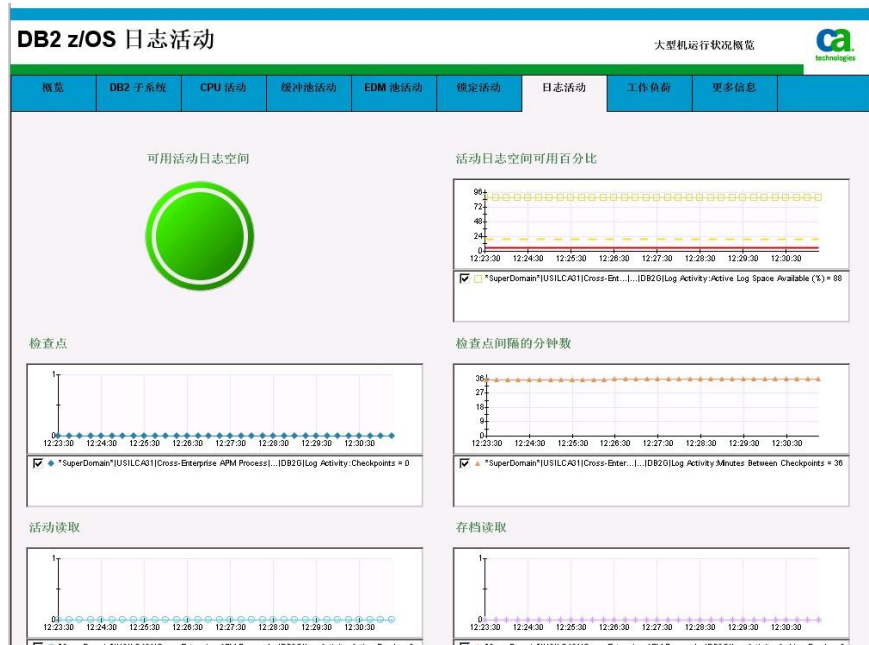 DB2 z/OS 日志活动
大型机运行状况概览
ca
technologies
概览 DB2 子系统 CPU 活动 缓冲池活动 EDM 池活动 锁定活动 日志活动 工作负荷 更多信息
可用活动日志空间
活动日志空间可用百分比
96
72
48
24
0
12:23:30 12:24:30 12:25:30 12:26:30 12:27:30 12:28:30 12:29:30 12:30:30
*SuperDomain*|USILCA31|Cross-Ent...|...|DB2G|Log Activity:Active Log Space Available (%) = 88
检查点
1
0
12:23:30 12:24:30 12:25:30 12:26:30 12:27:30 12:28:30 12:29:30 12:30:30
*SuperDomain*|USILCA31|Cross-Enterprise APM Process|...|DB2G|Log Activity:Checkpoints = 0
检查点间隔的分钟数
36
27
18
9
0
12:23:30 12:24:30 12:25:30 12:26:30 12:27:30 12:28:30 12:29:30 12:30:30
*SuperDomain*|USILCA31|Cross-Enter...|...|DB2G|Log Activity:Minutes Between Checkpoints = 36
活动读取
1
0
12:23:30 12:24:30 12:25:30 12:26:30 12:27:30 12:28:30 12:29:30 12:30:30
存档读取
1
0
12:23:30 12:24:30 12:25:30 12:26:30 12:27:30 12:28:30 12:29:30 12:30:30